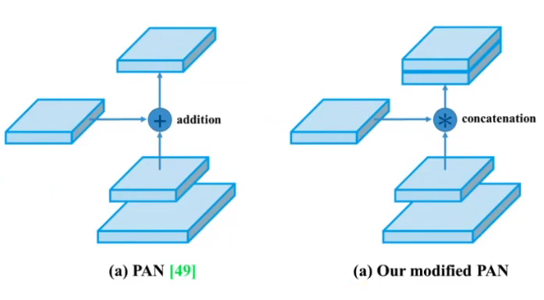 addition
concatenation
(a) PAN [49]
(a) Our modified PAN